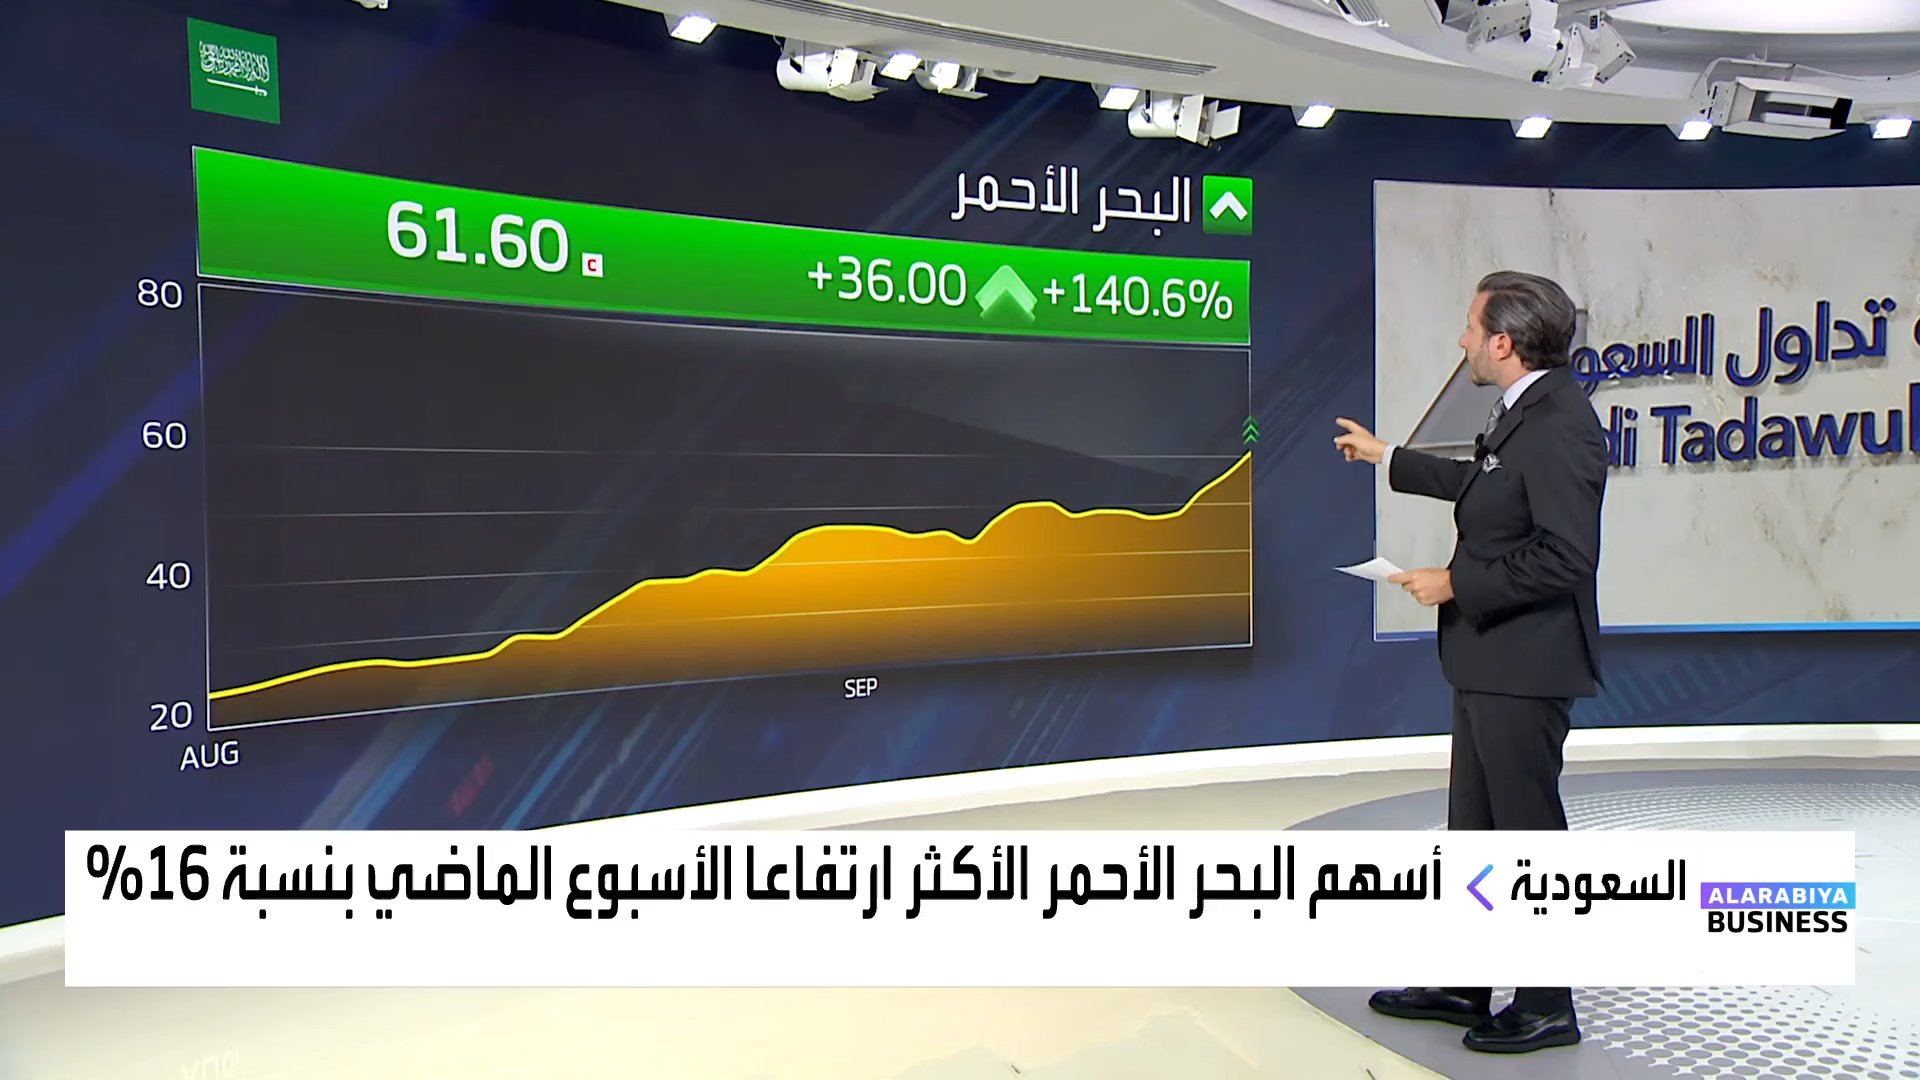 البحر الأحمر
61.60 C +36.00 +140.6%
80
60
40
20
AUG
SEP
تداول السعو
di Tadawul
السعودية
أسهم البحر الأحمر الأكثر ارتفاعا الأسبوع الماضي بنسبة 16%
ALARABIYA
BUSINESS